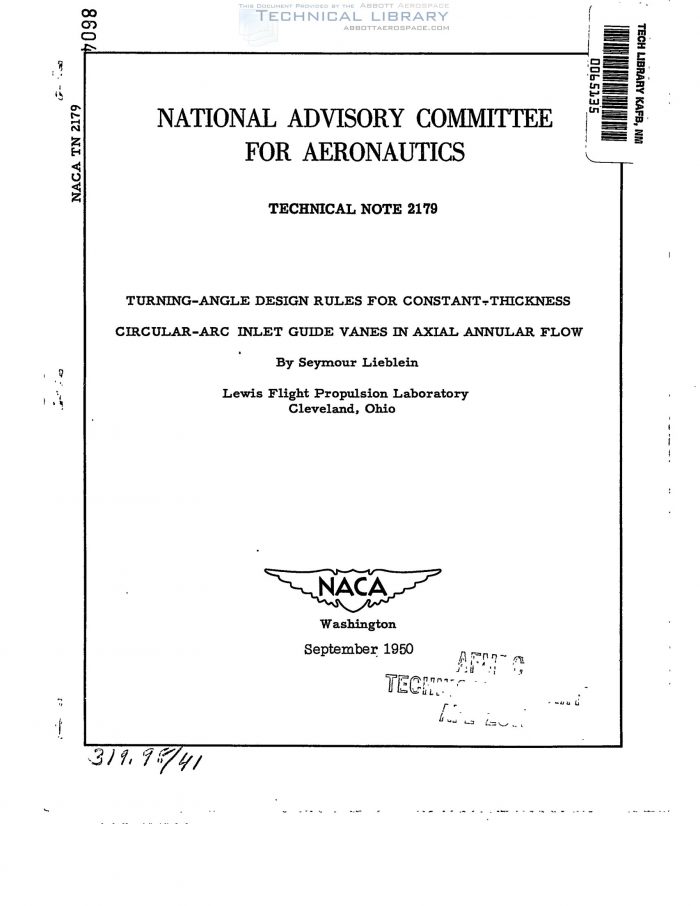 THIS DOCUMENT PROVIDED BY THE ABBOTT AEROSPACE
TECHNICAL LIBRARY
ABBOTTAEROSPACE.COM
8604
NACA TN 2179
TECH LIBRARY KAFB, NM
0065135
NATIONAL ADVISORY COMMITTEE
FOR AERONAUTICS
TECHNICAL NOTE 2179
TURNING-ANGLE DESIGN RULES FOR CONSTANT-THICKNESS
CIRCULAR-ARC INLET GUIDE VANES IN AXIAL ANNULAR FLOW
By Seymour Lieblein
Lewis Flight Propulsion Laboratory
Cleveland, Ohio
NACA
Washington
September 1950